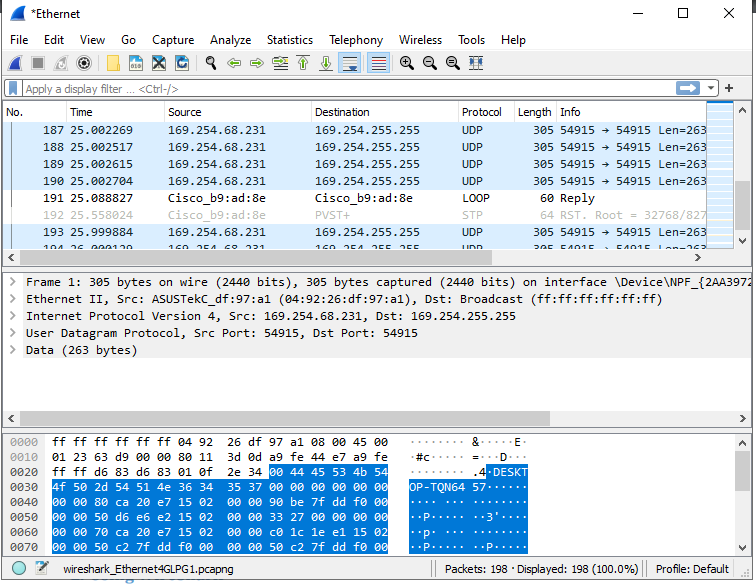 *Ethernet
File Edit View Go Capture Analyze Statistics Telephony Wireless Tools Help
Apply a display filter ... <Ctrl-/>
No. Time Source Destination Protocol Length Info
187 25.002269 169.254.68.231 169.254.255.255 UDP 305 54915 → 54915 Len=263
188 25.002517 169.254.68.231 169.254.255.255 UDP 305 54915 → 54915 Len=263
189 25.002615 169.254.68.231 169.254.255.255 UDP 305 54915 → 54915 Len=263
190 25.002704 169.254.68.231 169.254.255.255 UDP 305 54915 → 54915 Len=263
191 25.088827 Cisco_b9:ad:8e Cisco_b9:ad:8e LOOP 60 Reply
192 25.558024 Cisco_b9:ad:8e PVST+ STP 64 RST. Root = 32768/827
193 25.999884 169.254.68.231 169.254.255.255 UDP 305 54915 → 54915 Len=263
194 26.000129 169.254.68.231 169.254.255.255 UDP 305 54915 → 54915 Len=263
Frame 1: 305 bytes on wire (2440 bits), 305 bytes captured (2440 bits) on interface \Device\NPF_{2AA3972
Ethernet II, Src: ASUSTekC_df:97:a1 (04:92:26:df:97:a1), Dst: Broadcast (ff:ff:ff:ff:ff:ff)
Internet Protocol Version 4, Src: 169.254.68.231, Dst: 169.254.255.255
User Datagram Protocol, Src Port: 54915, Dst Port: 54915
Data (263 bytes)
0000 ff ff ff ff ff ff 04 92 26 df 97 a1 08 00 45 00 ········ &·····E·
0010 01 23 63 d9 00 00 80 11 3d 0d a9 fe 44 e7 a9 fe ·#c····· =···D···
0020 ff ff d6 83 d6 83 01 0f 2e 34 00 44 45 53 4b 54 ········ .4·DESKT
0030 4f 50 2d 54 51 4e 36 34 35 37 00 00 00 00 00 00 OP-TQN64 57······
0040 00 00 80 ca 20 e7 15 02 00 00 90 be 7f dd f0 00 ···· ··· ········
0050 00 00 50 d6 e6 e2 15 02 00 00 33 27 00 00 00 00 ··P····· ··3'····
0060 00 00 70 ca 20 e7 15 02 00 00 c0 1c 1e e1 15 02 ··p· ··· ········
0070 00 00 50 c2 7f dd f0 00 00 00 50 c2 7f dd f0 00 ··P····· ··P·····
wireshark_Ethernet4GLPG1.pcapng Packets: 198 · Displayed: 198 (100.0%) Profile: Default